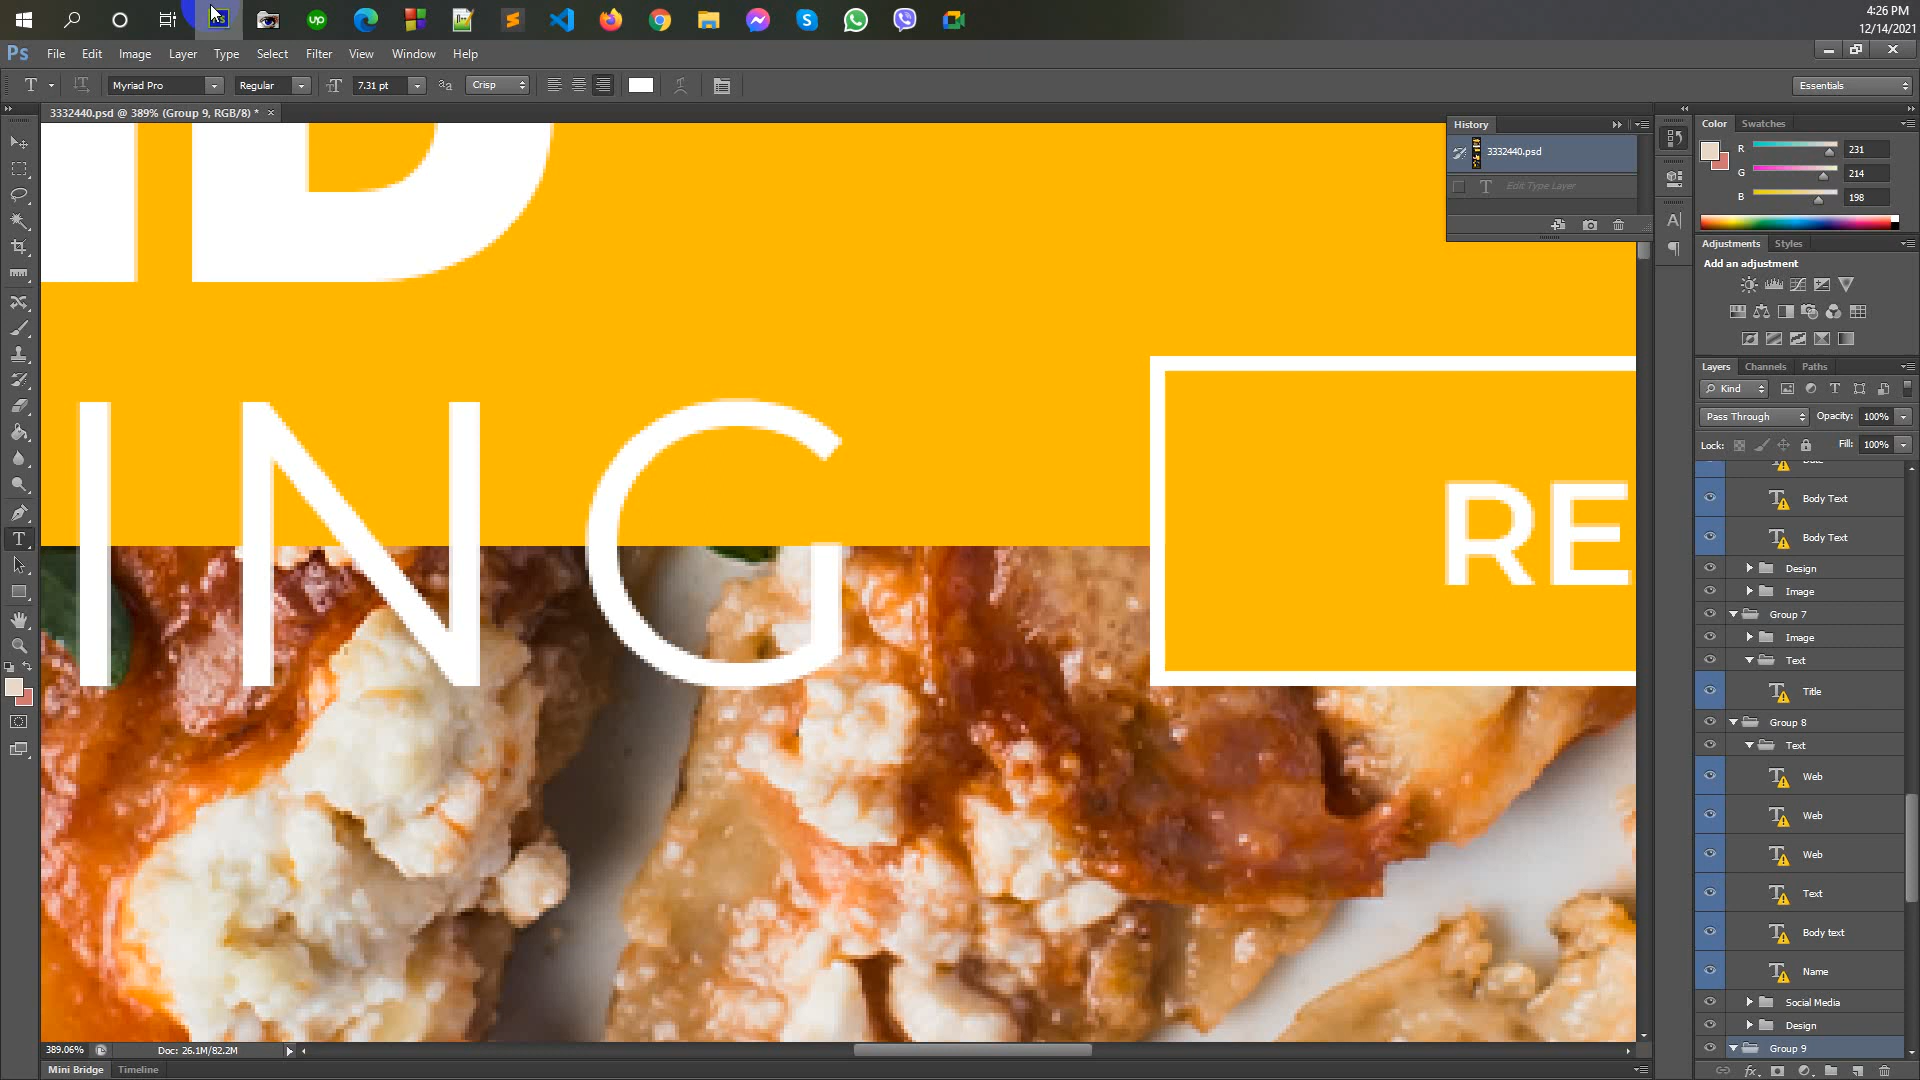 4:26 PM
12/14/2021
Ps File Edit Image Layer Type Select Filter View Window Help
T Myriad Pro Regular 7.31 pt Crisp Essentials
3332440.psd @ 389% (Group 9, RGB/8) *
History
3332440.psd
Edit Type Layer
Color Swatches
R 231
G 214
B 198
Adjustments Styles
Add an adjustment
Layers Channels Paths
Kind
Pass Through Opacity: 100%
Lock: Fill: 100%
Body Text
Body Text
Design
Image
Group 7
Image
Text
Title
Group 8
Text
Web
Web
Web
Text
Body text
Name
Social Media
Design
Group 9
ING
RE
389.06% Doc: 26.1M/82.2M
Mini Bridge Timeline